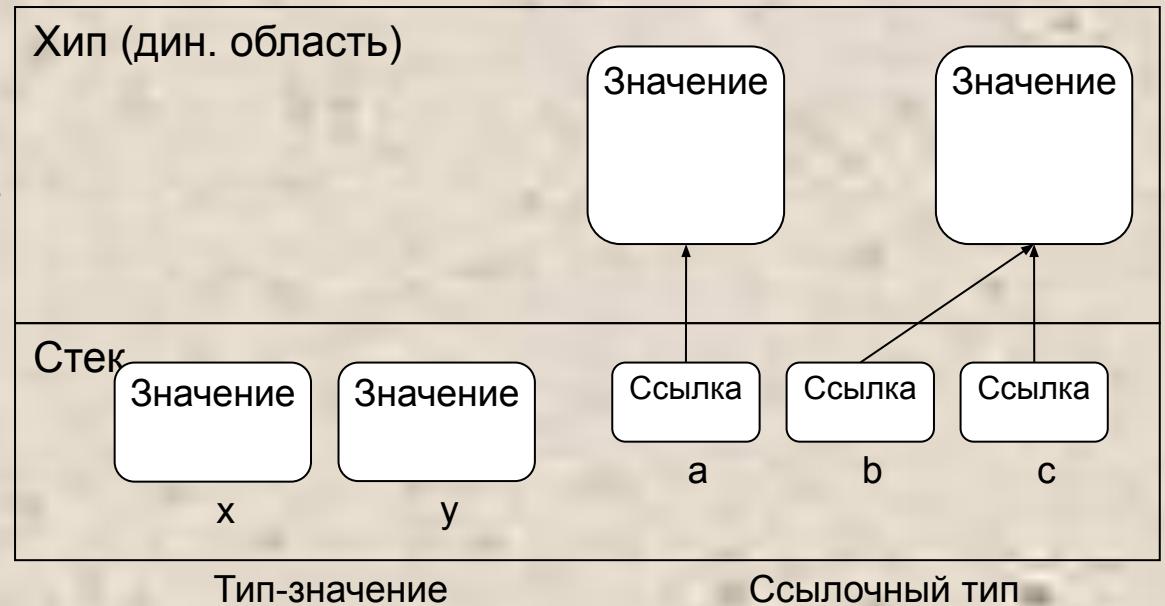 Хип (дин. область)
Значение Значение
Стек
Значение Значение Ссылка Ссылка Ссылка
x y a b c
Тип-значение Ссылочный тип